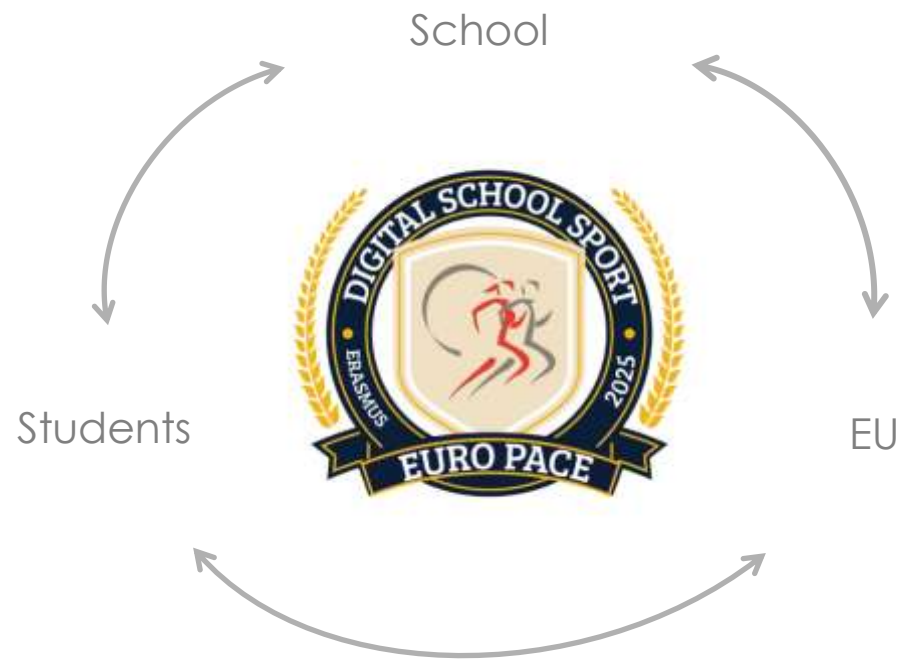 School
DIGITAL SCHOOL SPORT
ERASMUS
2025
Students
EU
EURO PACE